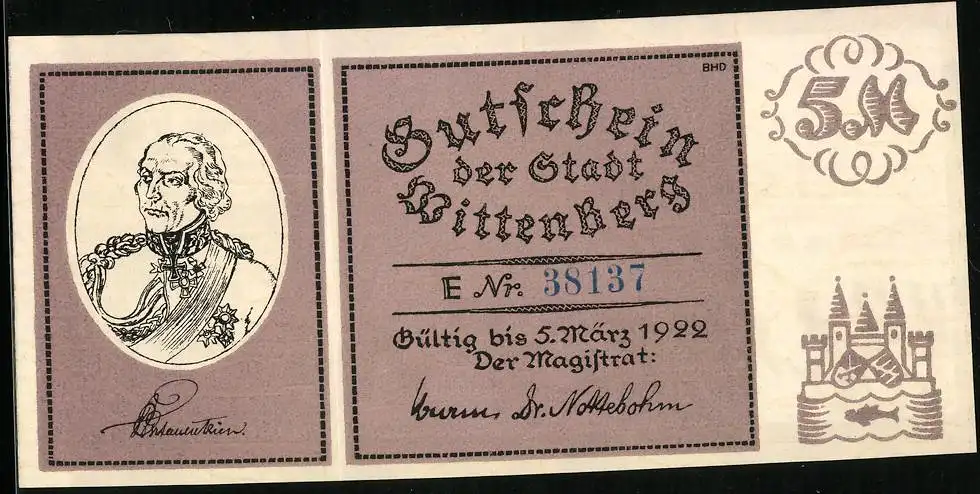 BHD
Gutschein
der Stadt
Wittenberg
E Nr. 38137
Gültig bis 5. März 1922
Der Magistrat:
Dr. Nottebohm
5 M